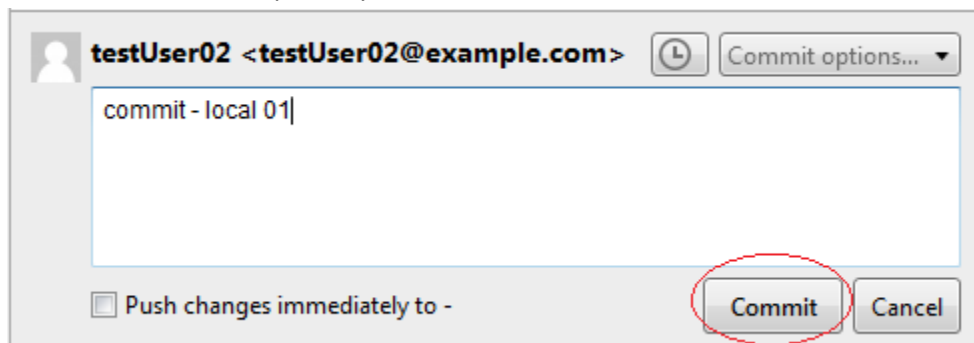 testUser02 <testUser02@example.com>
Commit options...
commit - local 01
Push changes immediately to -
Commit
Cancel